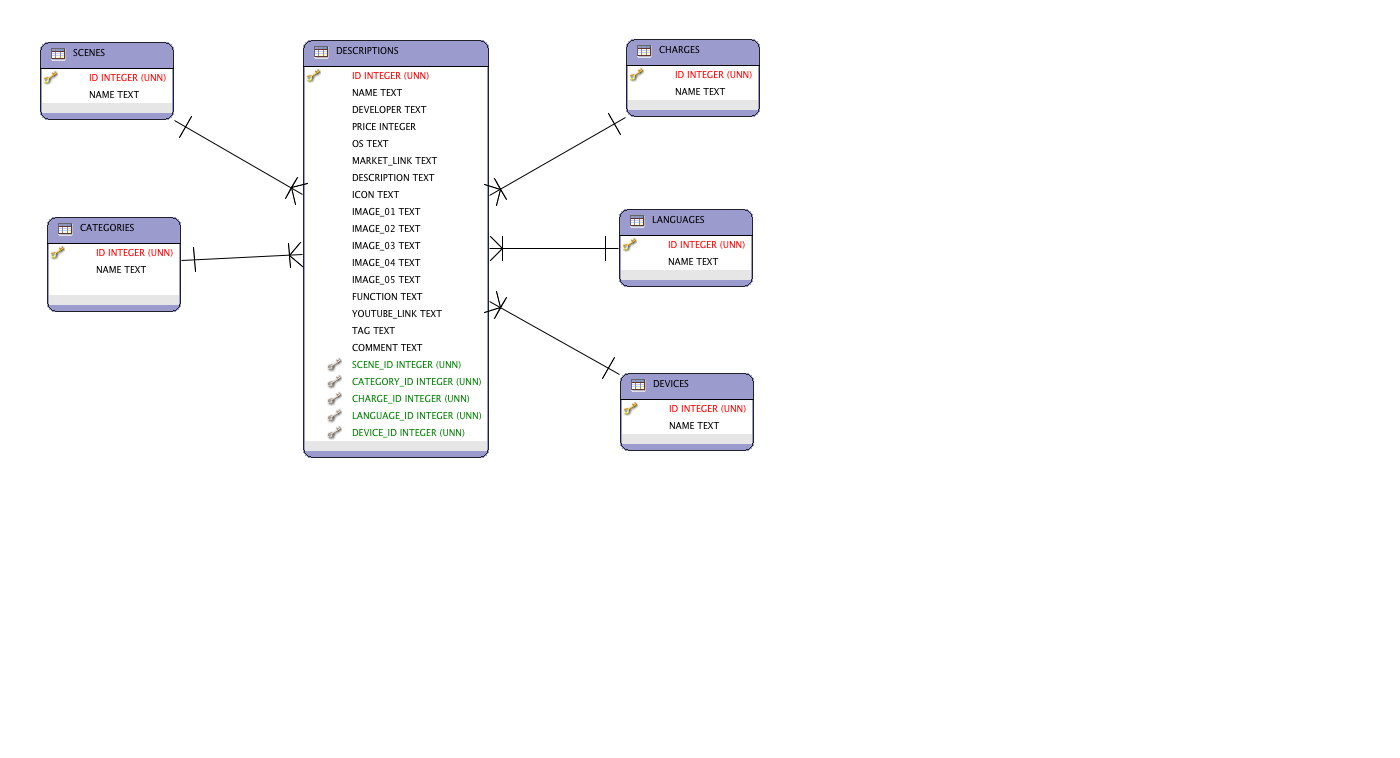 SCENES
ID INTEGER (UNN)
NAME TEXT
CATEGORIES
ID INTEGER (UNN)
NAME TEXT
DESCRIPTIONS
ID INTEGER (UNN)
NAME TEXT
DEVELOPER TEXT
PRICE INTEGER
OS TEXT
MARKET_LINK TEXT
DESCRIPTION TEXT
ICON TEXT
IMAGE_01 TEXT
IMAGE_02 TEXT
IMAGE_03 TEXT
IMAGE_04 TEXT
IMAGE_05 TEXT
FUNCTION TEXT
YOUTUBE_LINK TEXT
TAG TEXT
COMMENT TEXT
SCENE_ID INTEGER (UNN)
CATEGORY_ID INTEGER (UNN)
CHARGE_ID INTEGER (UNN)
LANGUAGE_ID INTEGER (UNN)
DEVICE_ID INTEGER (UNN)
CHARGES
ID INTEGER (UNN)
NAME TEXT
LANGUAGES
ID INTEGER (UNN)
NAME TEXT
DEVICES
ID INTEGER (UNN)
NAME TEXT